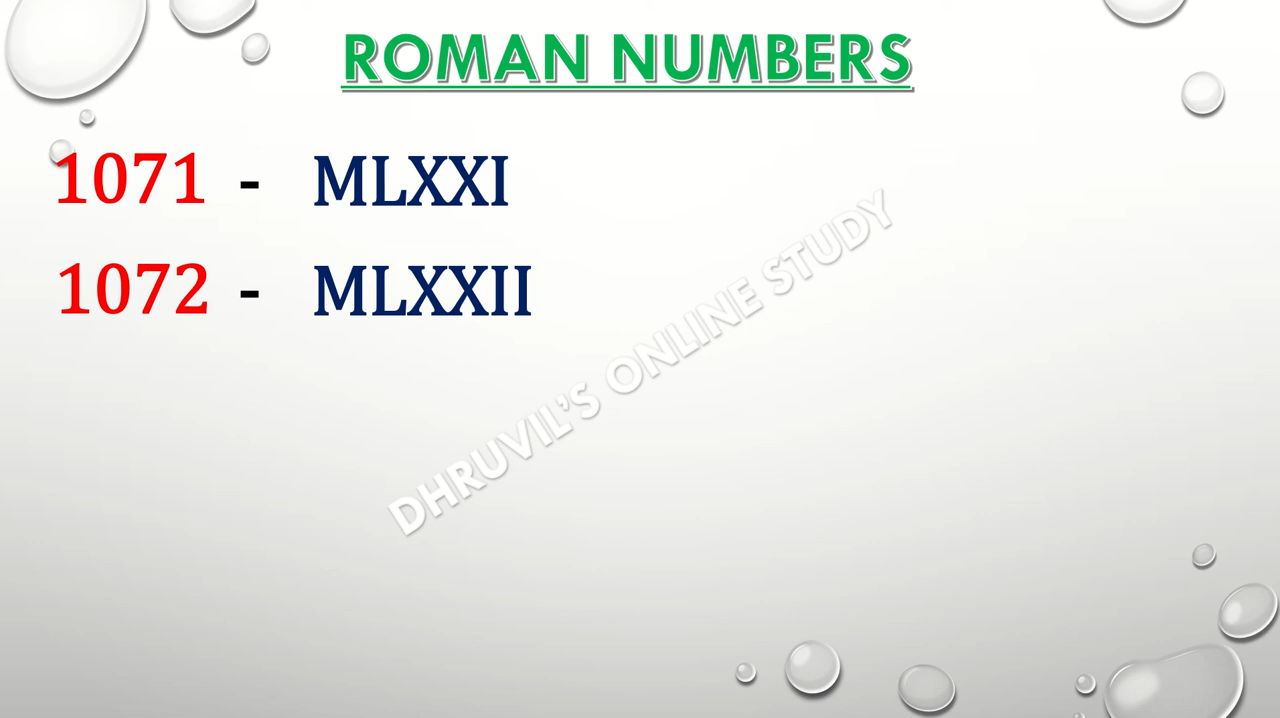 ROMAN NUMBERS
1071 - MLXXI
1072 - MLXXII
DHRUVIL'S ONLINE STUDY